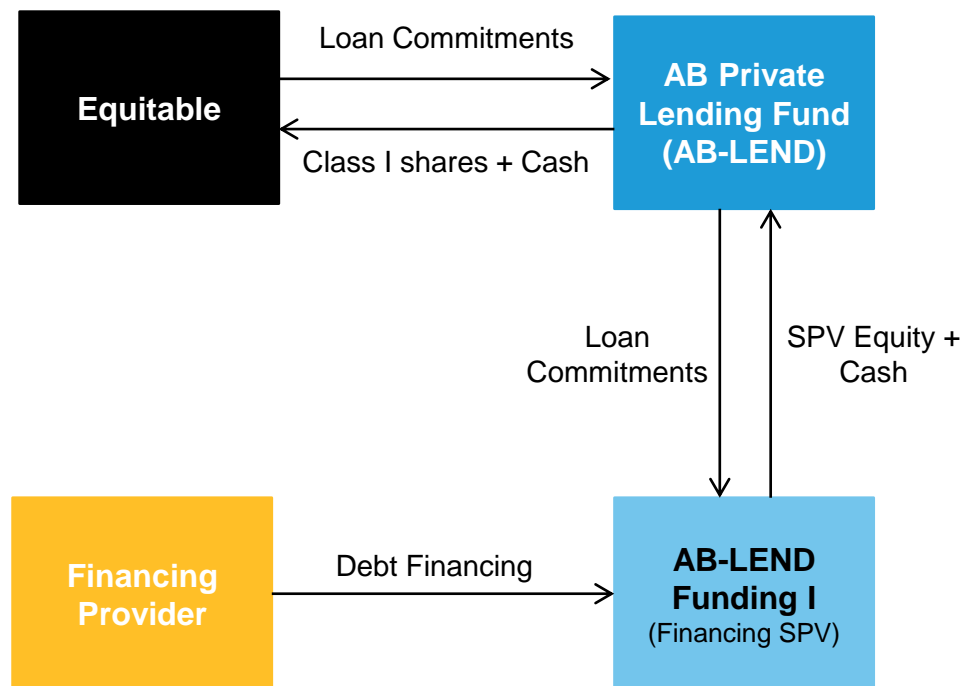 Loan Commitments
Equitable
AB Private
Lending Fund
(AB-LEND)
Class I shares + Cash
Loan
Commitments
SPV Equity +
Cash
Financing
Provider
Debt Financing
AB-LEND
Funding I
(Financing SPV)